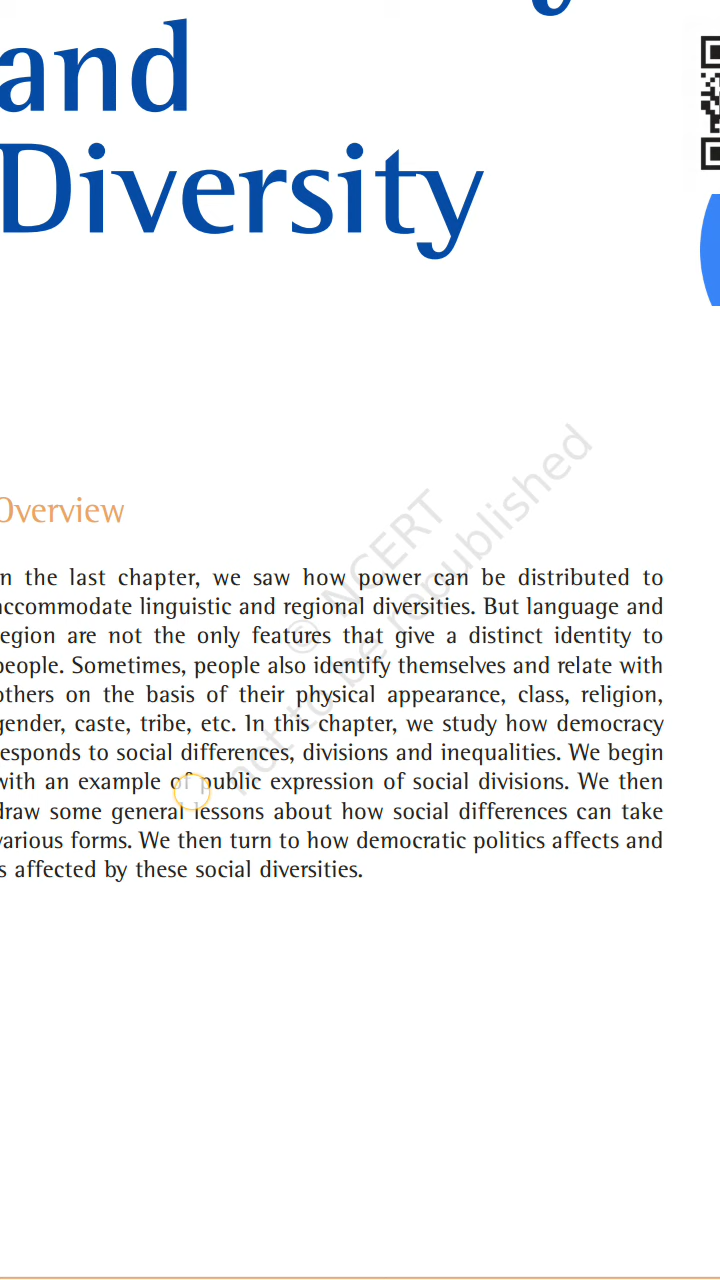 and
Diversity
Overview
n the last chapter, we saw how power can be distributed to
accommodate linguistic and regional diversities. But language and
egion are not the only features that give a distinct identity to
people. Sometimes, people also identify themselves and relate with
others on the basis of their physical appearance, class, religion,
gender, caste, tribe, etc. In this chapter, we study how democracy
esponds to social differences, divisions and inequalities. We begin
with an example of public expression of social divisions. We then
draw some general lessons about how social differences can take
various forms. We then turn to how democratic politics affects and
s affected by these social diversities.
© NCERT
not to be republished